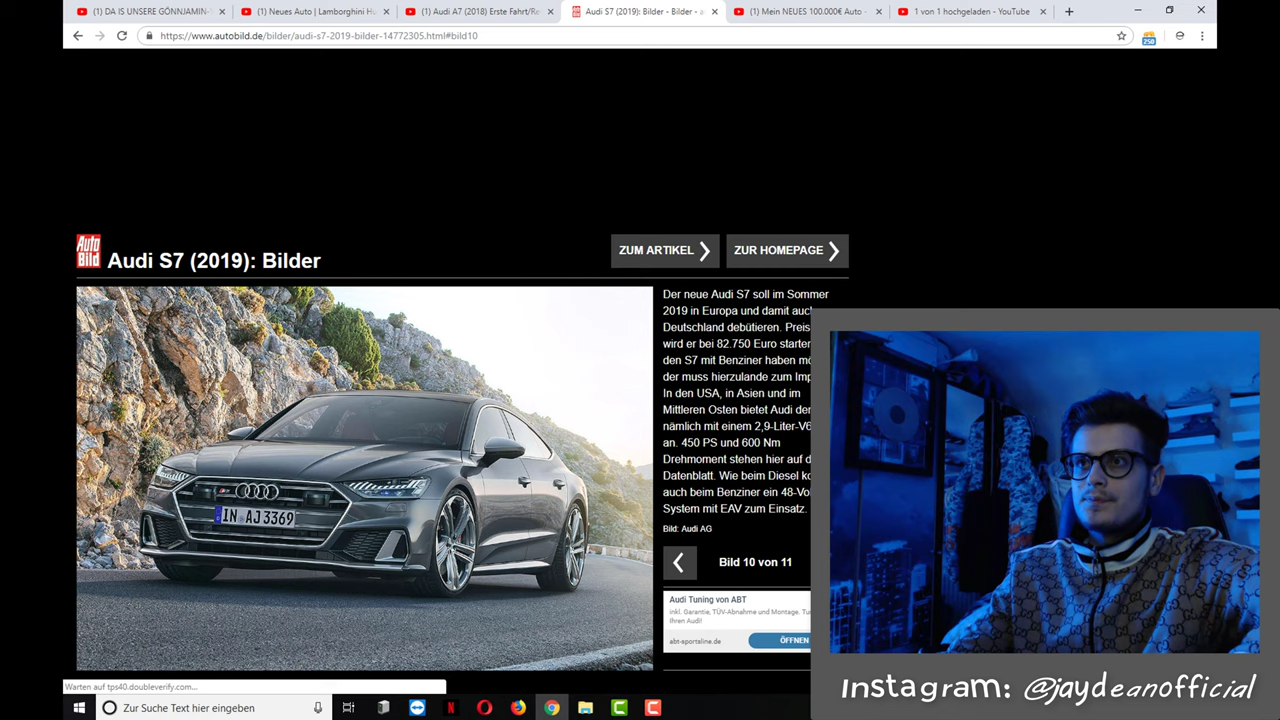 (1) DA IS UNSERE GÖNNJAMIN-
(1) Neues Auto | Lamborghini Hu
(1) Audi A7 (2018) Erste Fahrt/Re
Audi S7 (2019): Bilder - Bilder - a
(1) Mein NEUES 100.000€ Auto -
1 von 1 hochgeladen - YouTube
https://www.autobild.de/bilder/audi-s7-2019-bilder-14772305.html#bild10
250
Auto
Bild
Audi S7 (2019): Bilder
ZUM ARTIKEL
ZUR HOMEPAGE
Der neue Audi S7 soll im Sommer
2019 in Europa und damit auch
Deutschland debütieren. Preis
wird er bei 82.750 Euro starten
den S7 mit Benziner haben mö
der muss hierzulande zum Imp
In den USA, in Asien und im
Mittleren Osten bietet Audi den
nämlich mit einem 2,9-Liter-V6
an. 450 PS und 600 Nm
Drehmoment stehen hier auf d
Datenblatt. Wie beim Diesel ko
auch beim Benziner ein 48-Vo
System mit EAV zum Einsatz.
Bild: Audi AG
IN AJ 3369
Bild 10 von 11
Audi Tuning von ABT
inkl. Garantie, TÜV-Abnahme und Montage. Tu
Ihren Audi!
abt-sportsline.de
ÖFFNEN
Warten auf tps40.doubleverify.com...
Zur Suche Text hier eingeben
Instagram: @jaydeanofficial